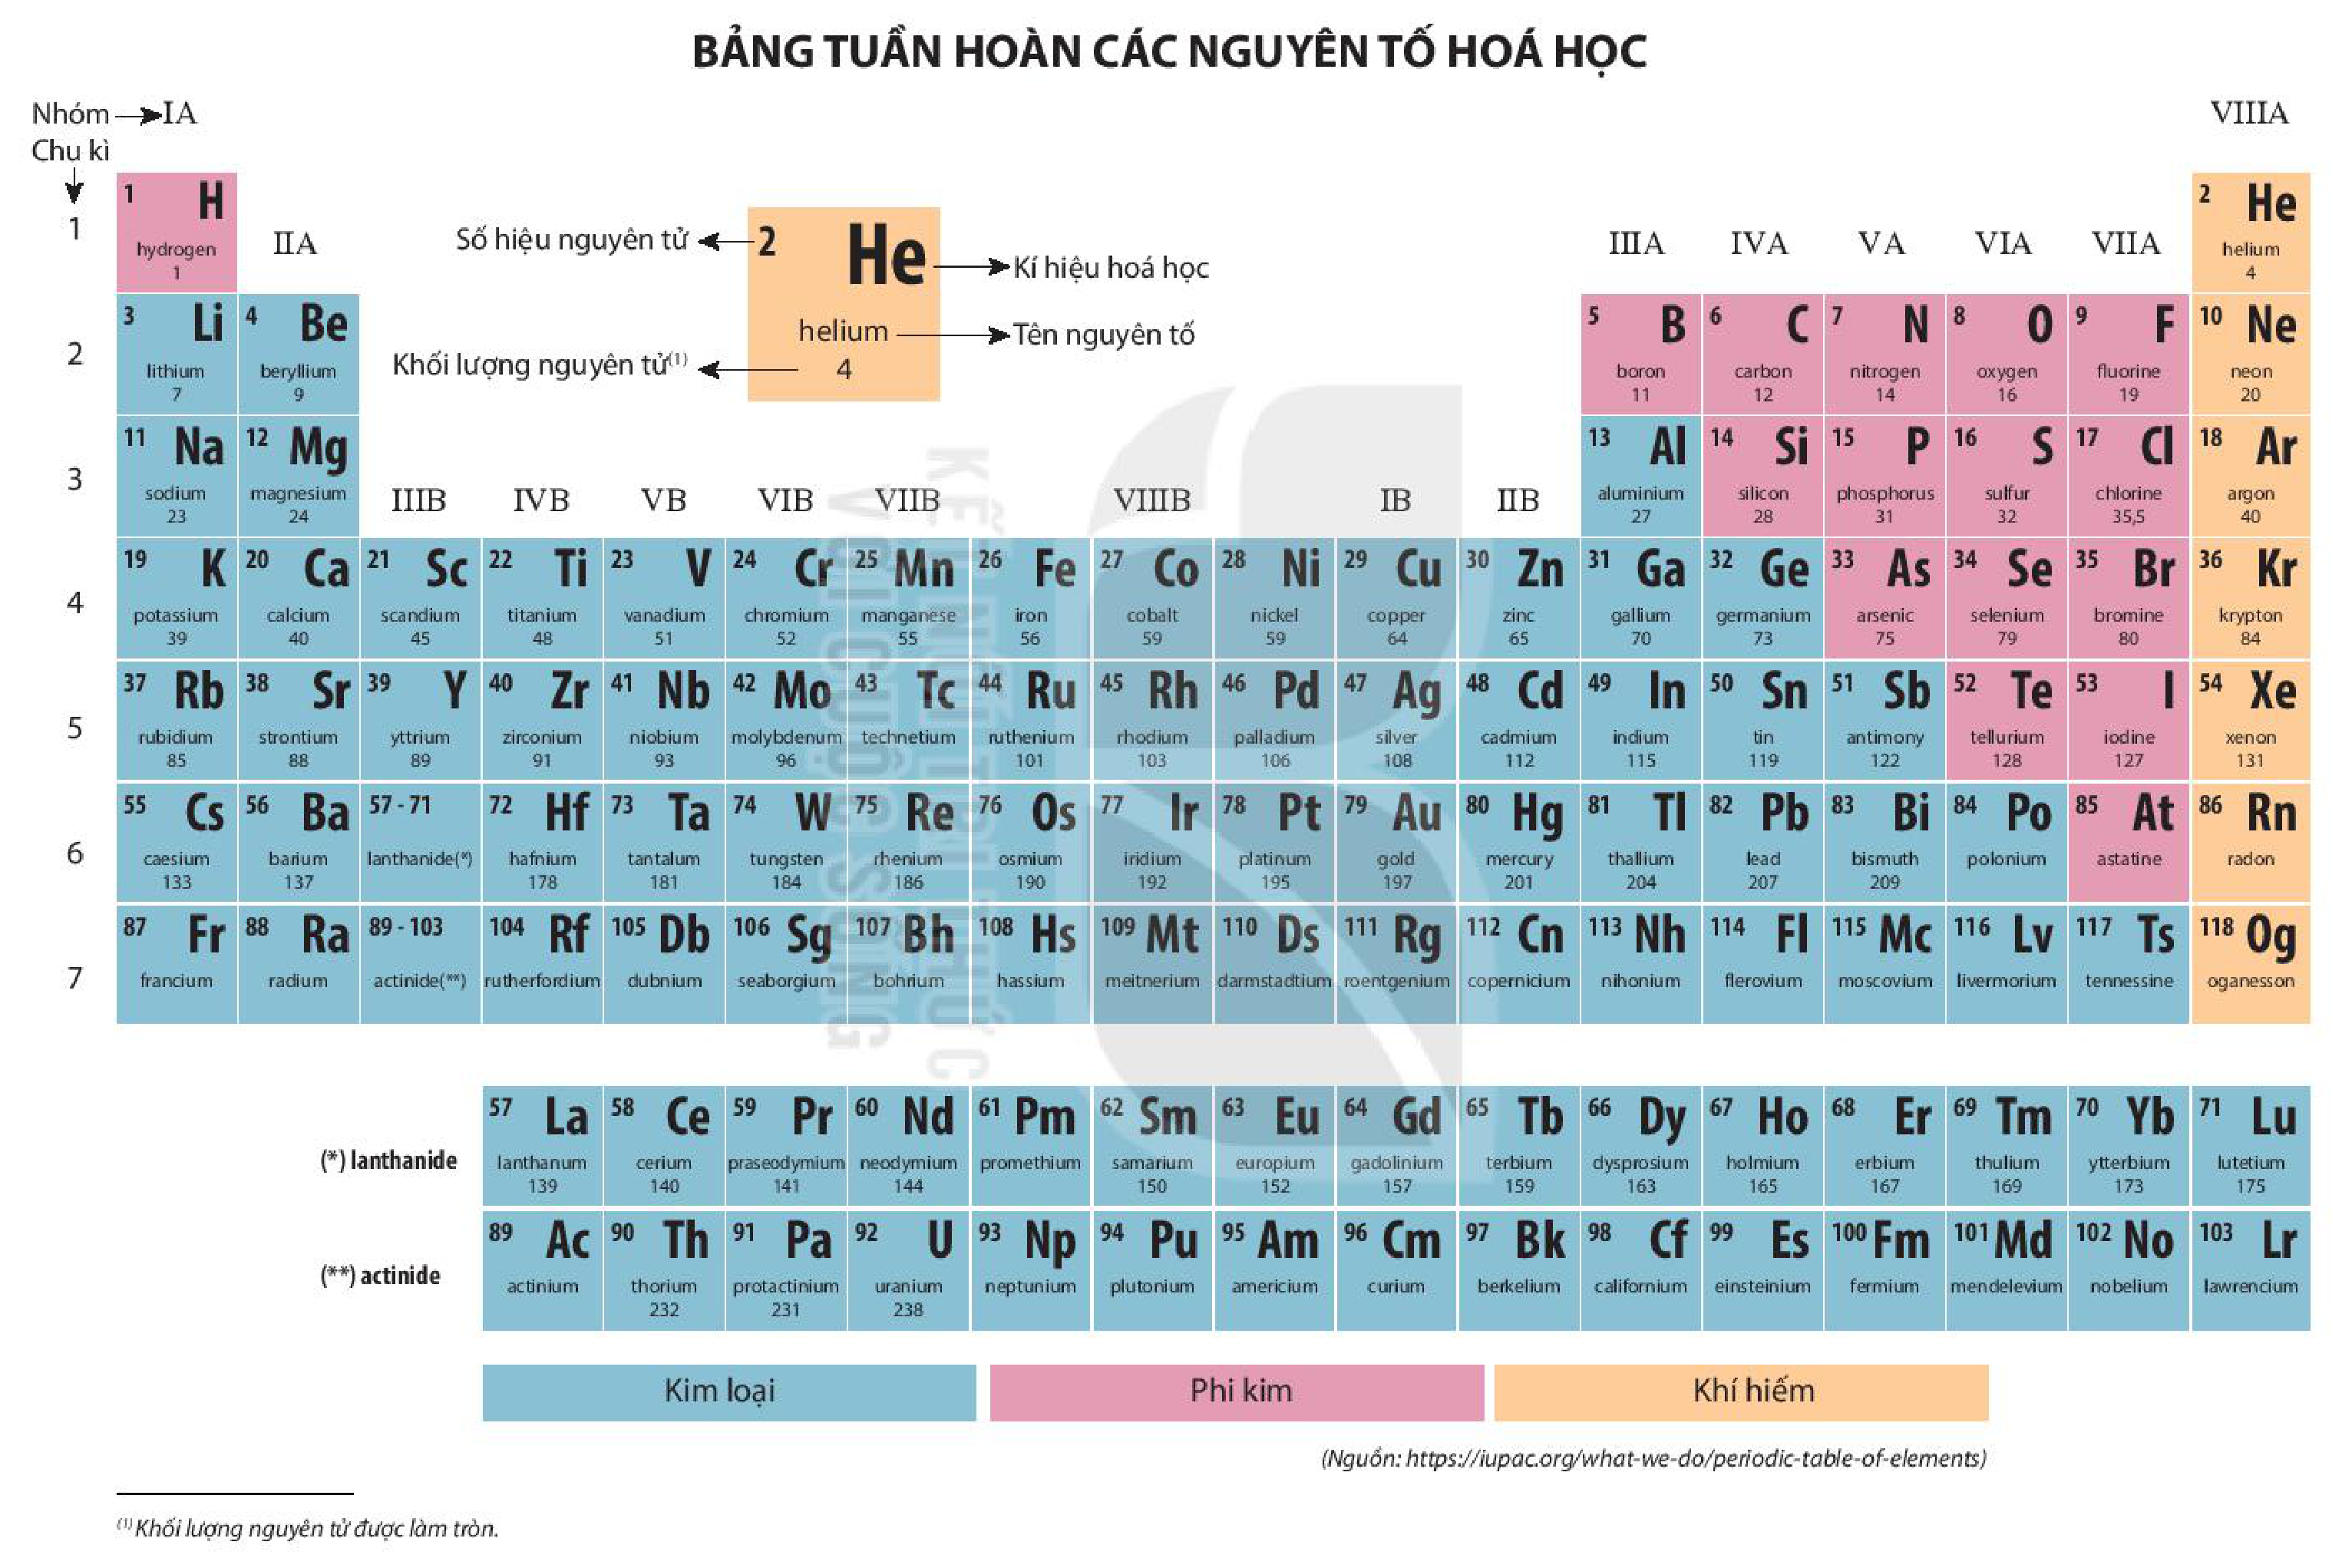 BẢNG TUẦN HOÀN CÁC NGUYÊN TỐ HOÁ HỌC
Nhóm IA VIIIA
Chu kì
1 H hydrogen 1
IIA
2 He helium 4
Số hiệu nguyên tử
Kí hiệu hoá học
Tên nguyên tố
Khối lượng nguyên tử(1)
IIIA IVA VA VIA VIIA
1
2 He helium 4
2
3 Li lithium 7
4 Be beryllium 9
5 B boron 11
6 C carbon 12
7 N nitrogen 14
8 O oxygen 16
9 F fluorine 19
10 Ne neon 20
3
11 Na sodium 23
12 Mg magnesium 24
IIIB IVB VB VIB VIIB VIIIB IB IIB
13 Al aluminium 27
14 Si silicon 28
15 P phosphorus 31
16 S sulfur 32
17 Cl chlorine 35,5
18 Ar argon 40
4
19 K potassium 39
20 Ca calcium 40
21 Sc scandium 45
22 Ti titanium 48
23 V vanadium 51
24 Cr chromium 52
25 Mn manganese 55
26 Fe iron 56
27 Co cobalt 59
28 Ni nickel 59
29 Cu copper 64
30 Zn zinc 65
31 Ga gallium 70
32 Ge germanium 73
33 As arsenic 75
34 Se selenium 79
35 Br bromine 80
36 Kr krypton 84
5
37 Rb rubidium 85
38 Sr strontium 88
39 Y yttrium 89
40 Zr zirconium 91
41 Nb niobium 93
42 Mo molybdenum 96
43 Tc technetium
44 Ru ruthenium 101
45 Rh rhodium 103
46 Pd palladium 106
47 Ag silver 108
48 Cd cadmium 112
49 In indium 115
50 Sn tin 119
51 Sb antimony 122
52 Te tellurium 128
53 I iodine 127
54 Xe xenon 131
6
55 Cs caesium 133
56 Ba barium 137
57 - 71 lanthanide(*)
72 Hf hafnium 178
73 Ta tantalum 181
74 W tungsten 184
75 Re rhenium 186
76 Os osmium 190
77 Ir iridium 192
78 Pt platinum 195
79 Au gold 197
80 Hg mercury 201
81 Tl thallium 204
82 Pb lead 207
83 Bi bismuth 209
84 Po polonium
85 At astatine
86 Rn radon
7
87 Fr francium
88 Ra radium
89 - 103 actinide(**)
104 Rf rutherfordium
105 Db dubnium
106 Sg seaborgium
107 Bh bohrium
108 Hs hassium
109 Mt meitnerium
110 Ds darmstadtium
111 Rg roentgenium
112 Cn copernicium
113 Nh nihonium
114 Fl flerovium
115 Mc moscovium
116 Lv livermorium
117 Ts tennessine
118 Og oganesson
(*) lanthanide
57 La lanthanum 139
58 Ce cerium 140
59 Pr praseodymium 141
60 Nd neodymium 144
61 Pm promethium
62 Sm samarium 150
63 Eu europium 152
64 Gd gadolinium 157
65 Tb terbium 159
66 Dy dysprosium 163
67 Ho holmium 165
68 Er erbium 167
69 Tm thulium 169
70 Yb ytterbium 173
71 Lu lutetium 175
(**) actinide
89 Ac actinium
90 Th thorium 232
91 Pa protactinium 231
92 U uranium 238
93 Np neptunium
94 Pu plutonium
95 Am americium
96 Cm curium
97 Bk berkelium
98 Cf californium
99 Es einsteinium
100 Fm fermium
101 Md mendelevium
102 No nobelium
103 Lr lawrencium
Kim loại Phi kim Khí hiếm
(Nguồn: https://iupac.org/what-we-do/periodic-table-of-elements)
(1) Khối lượng nguyên tử được làm tròn.
KẾT NỐI TRI THỨC
VỚI CUỘC SỐNG